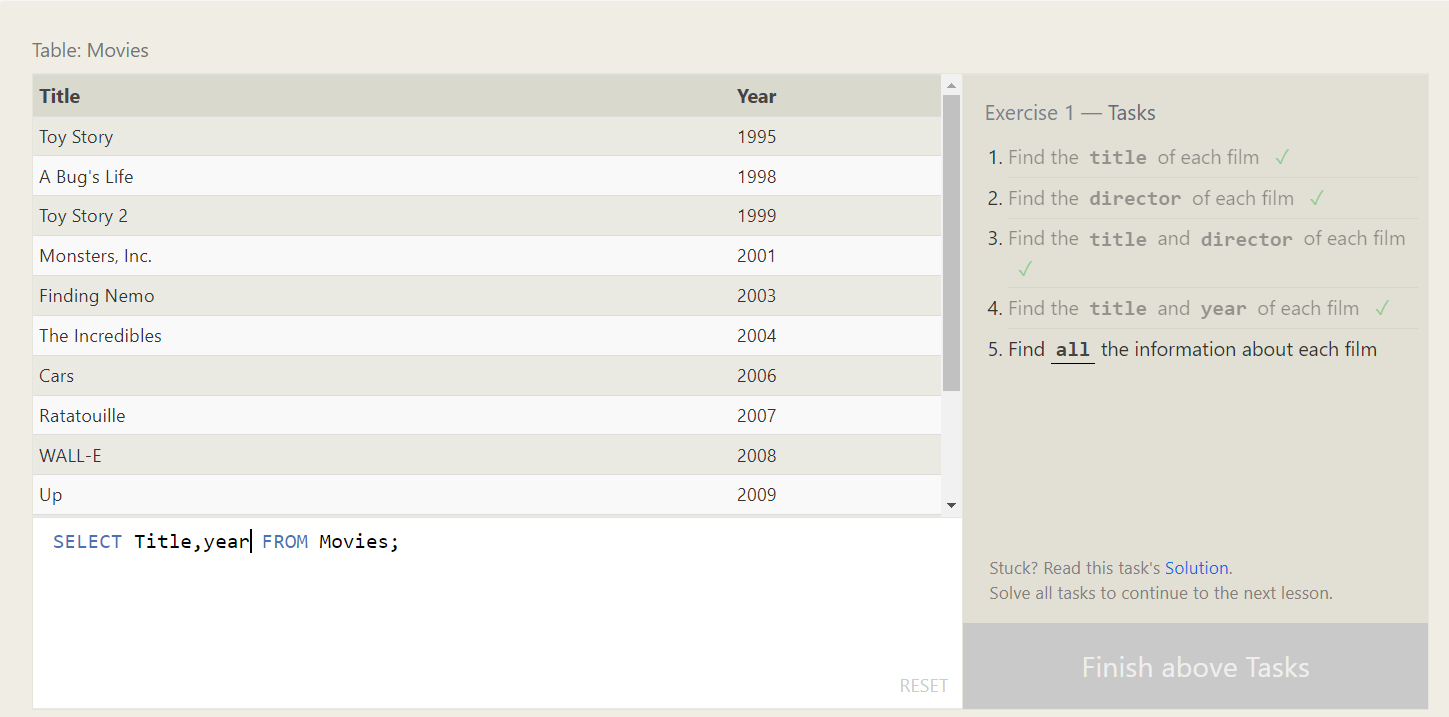 Table: Movies
Title Year
Toy Story 1995
A Bug's Life 1998
Toy Story 2 1999
Monsters, Inc. 2001
Finding Nemo 2003
The Incredibles 2004
Cars 2006
Ratatouille 2007
WALL-E 2008
Up 2009
SELECT Title,year FROM Movies;
RESET
Exercise 1 — Tasks
1. Find the title of each film ✓
2. Find the director of each film ✓
3. Find the title and director of each film
✓
4. Find the title and year of each film ✓
5. Find all the information about each film
Stuck? Read this task's Solution.
Solve all tasks to continue to the next lesson.
Finish above Tasks